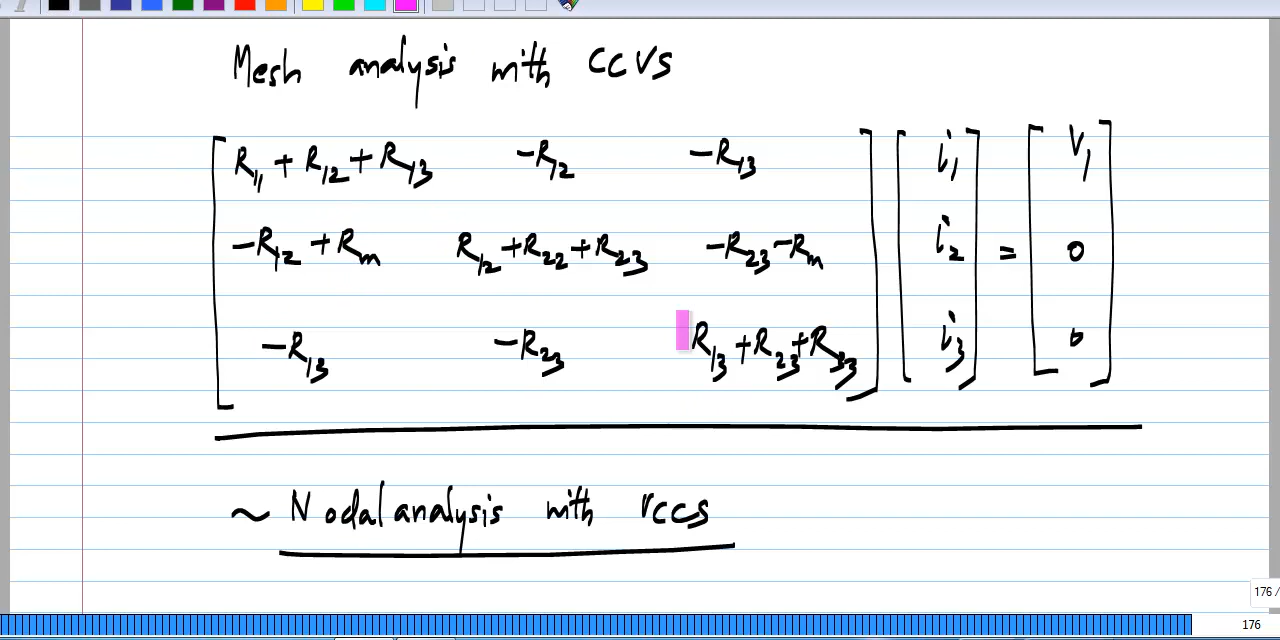 Mesh analysis with CCVS
R11 + R12 + R13 -R12 -R13 i1 V1
-R12 + Rm R12 + R22 + R23 -R23 - Rm i2 = 0
-R13 -R23 R13 + R23 + R33 i3 0
~ Nodal analysis with VCCS
176 /
176